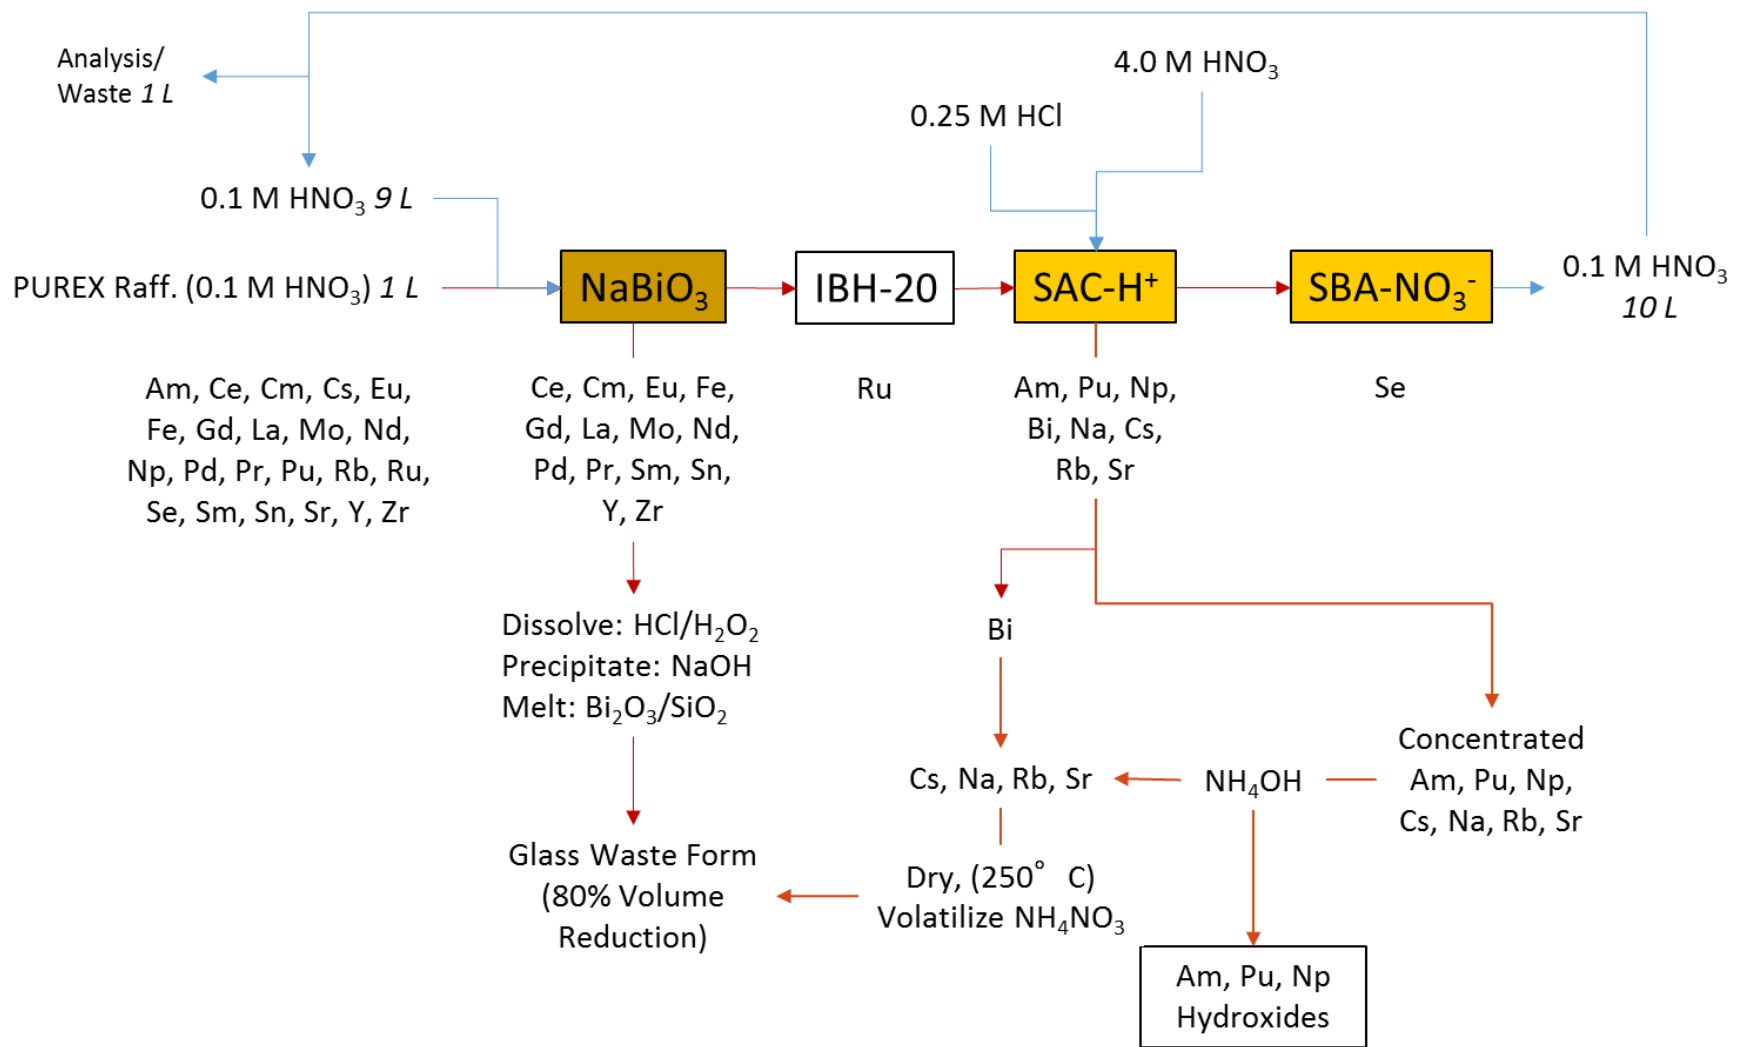 Analysis/
Waste 1 L
4.0 M HNO₃
0.25 M HCl
0.1 M HNO₃ 9 L
PUREX Raff. (0.1 M HNO₃) 1 L
NaBiO₃
IBH-20
SAC-H⁺
SBA-NO₃⁻
0.1 M HNO₃
10 L
Am, Ce, Cm, Cs, Eu,
Fe, Gd, La, Mo, Nd,
Np, Pd, Pr, Pu, Rb, Ru,
Se, Sm, Sn, Sr, Y, Zr
Ce, Cm, Eu, Fe,
Gd, La, Mo, Nd,
Pd, Pr, Sm, Sn,
Y, Zr
Ru
Am, Pu, Np,
Bi, Na, Cs,
Rb, Sr
Se
Dissolve: HCl/H₂O₂
Precipitate: NaOH
Melt: Bi₂O₃/SiO₂
Bi
Concentrated
Am, Pu, Np,
Cs, Na, Rb, Sr
Cs, Na, Rb, Sr
NH₄OH
Glass Waste Form
(80% Volume
Reduction)
Dry, (250° C)
Volatilize NH₄NO₃
Am, Pu, Np
Hydroxides